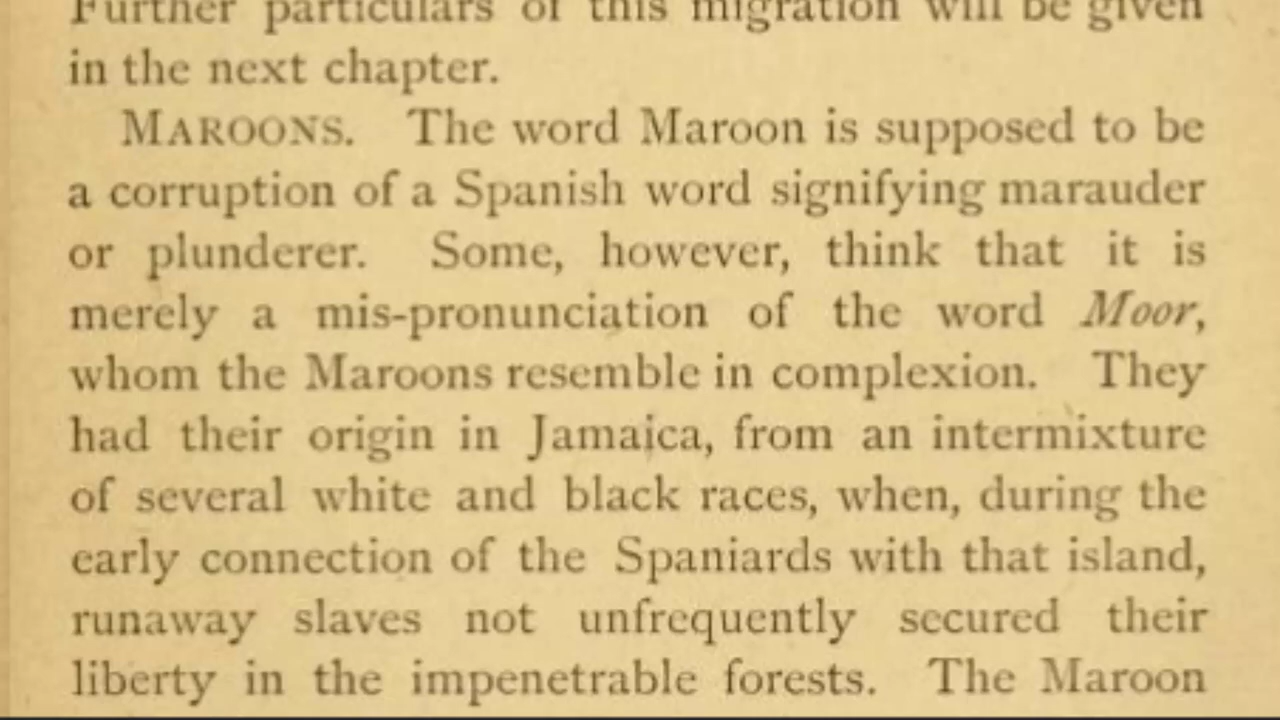 Further particulars of this migration will be given
in the next chapter.
MAROONS. The word Maroon is supposed to be
a corruption of a Spanish word signifying marauder
or plunderer. Some, however, think that it is
merely a mis-pronunciation of the word Moor,
whom the Maroons resemble in complexion. They
had their origin in Jamaica, from an intermixture
of several white and black races, when, during the
early connection of the Spaniards with that island,
runaway slaves not unfrequently secured their
liberty in the impenetrable forests. The Maroon